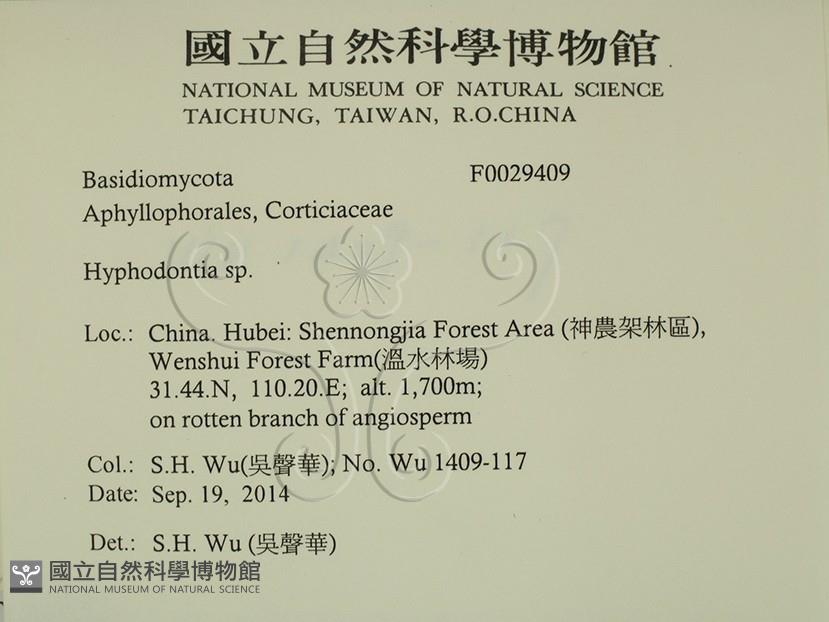 國立自然科學博物館
NATIONAL MUSEUM OF NATURAL SCIENCE
TAICHUNG, TAIWAN, R.O.CHINA
Basidiomycota F0029409
Aphyllophorales, Corticiaceae
Hyphodontia sp.
Loc.: China. Hubei: Shennongjia Forest Area (神農架林區),
Wenshui Forest Farm(溫水林場)
31.44.N, 110.20.E; alt. 1,700m;
on rotten branch of angiosperm
Col.: S.H. Wu(吳聲華); No. Wu 1409-117
Date: Sep. 19, 2014
Det.: S.H. Wu (吳聲華)
國立自然科學博物館
NATIONAL MUSEUM OF NATURAL SCIENCE